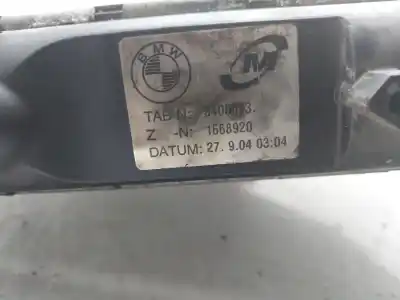 BMW
TAB-N:
Z -N: 1568920
DATUM: 27. 9.04 03:04